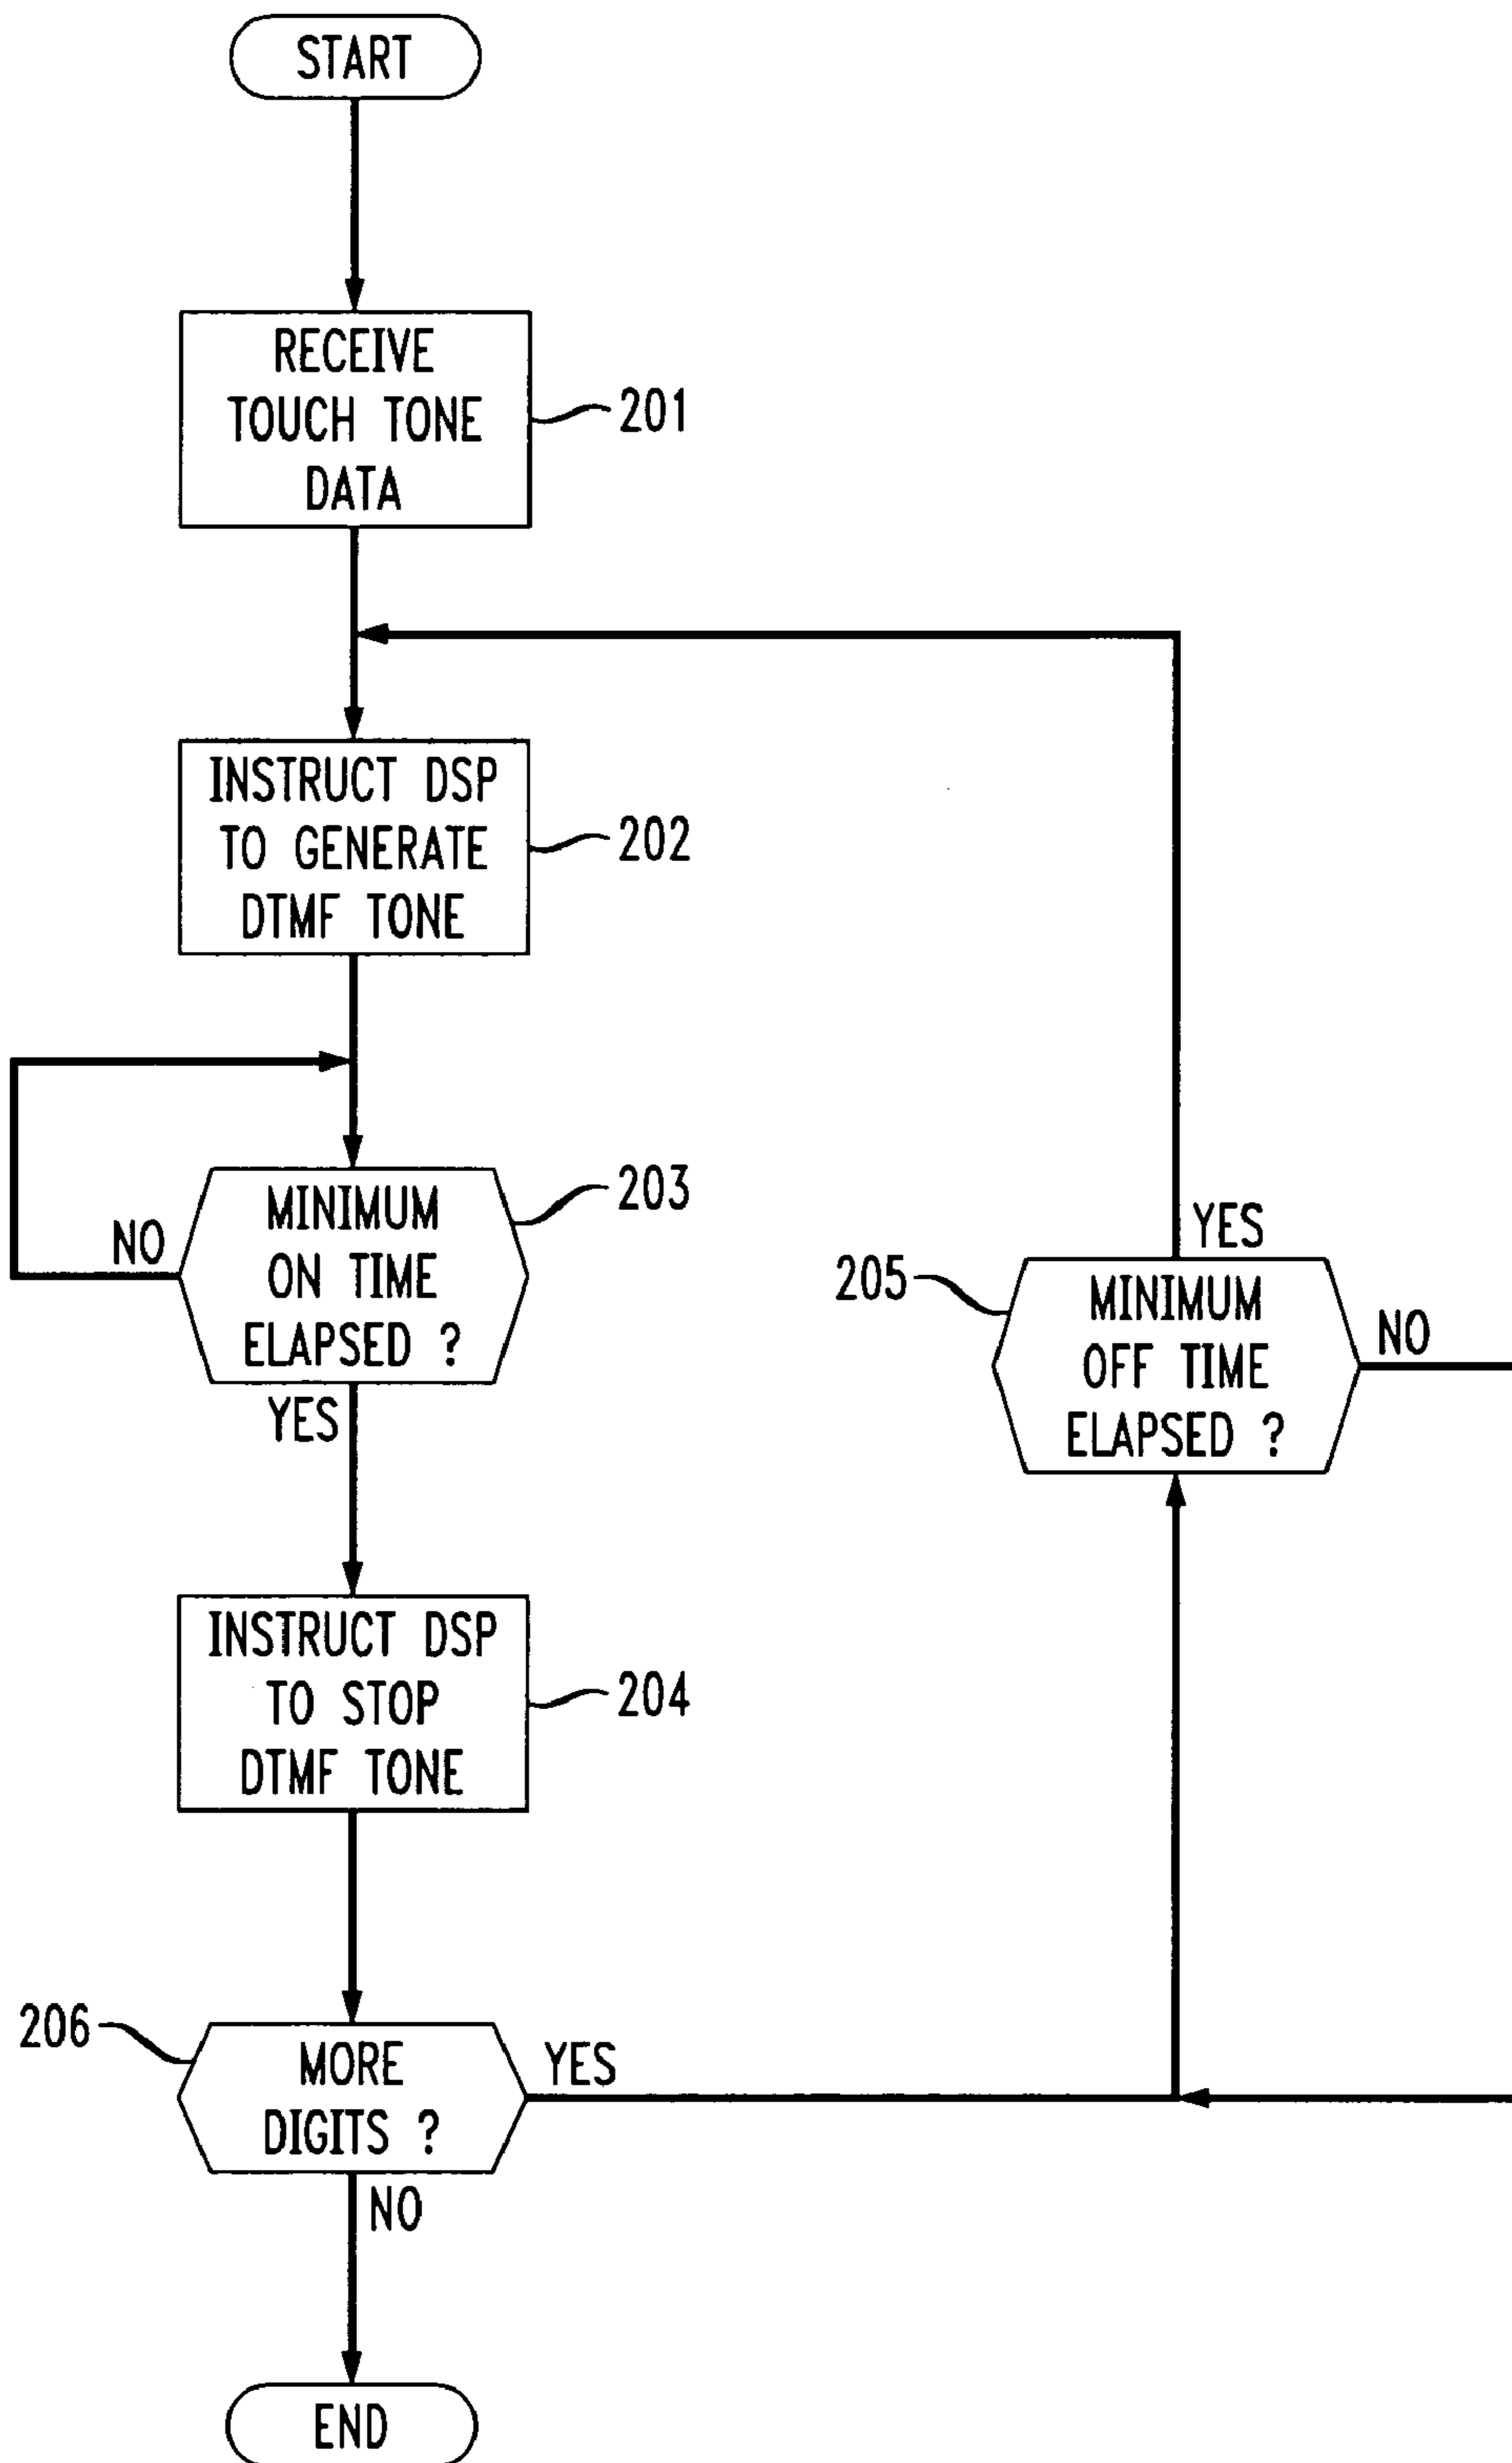 START
RECEIVE
TOUCH TONE
DATA
201
INSTRUCT DSP
TO GENERATE
DTMF TONE
202
MINIMUM
ON TIME
ELAPSED ?
203
NO
YES
INSTRUCT DSP
TO STOP
DTMF TONE
204
206
MORE
DIGITS ?
YES
NO
END
205
MINIMUM
OFF TIME
ELAPSED ?
YES
NO